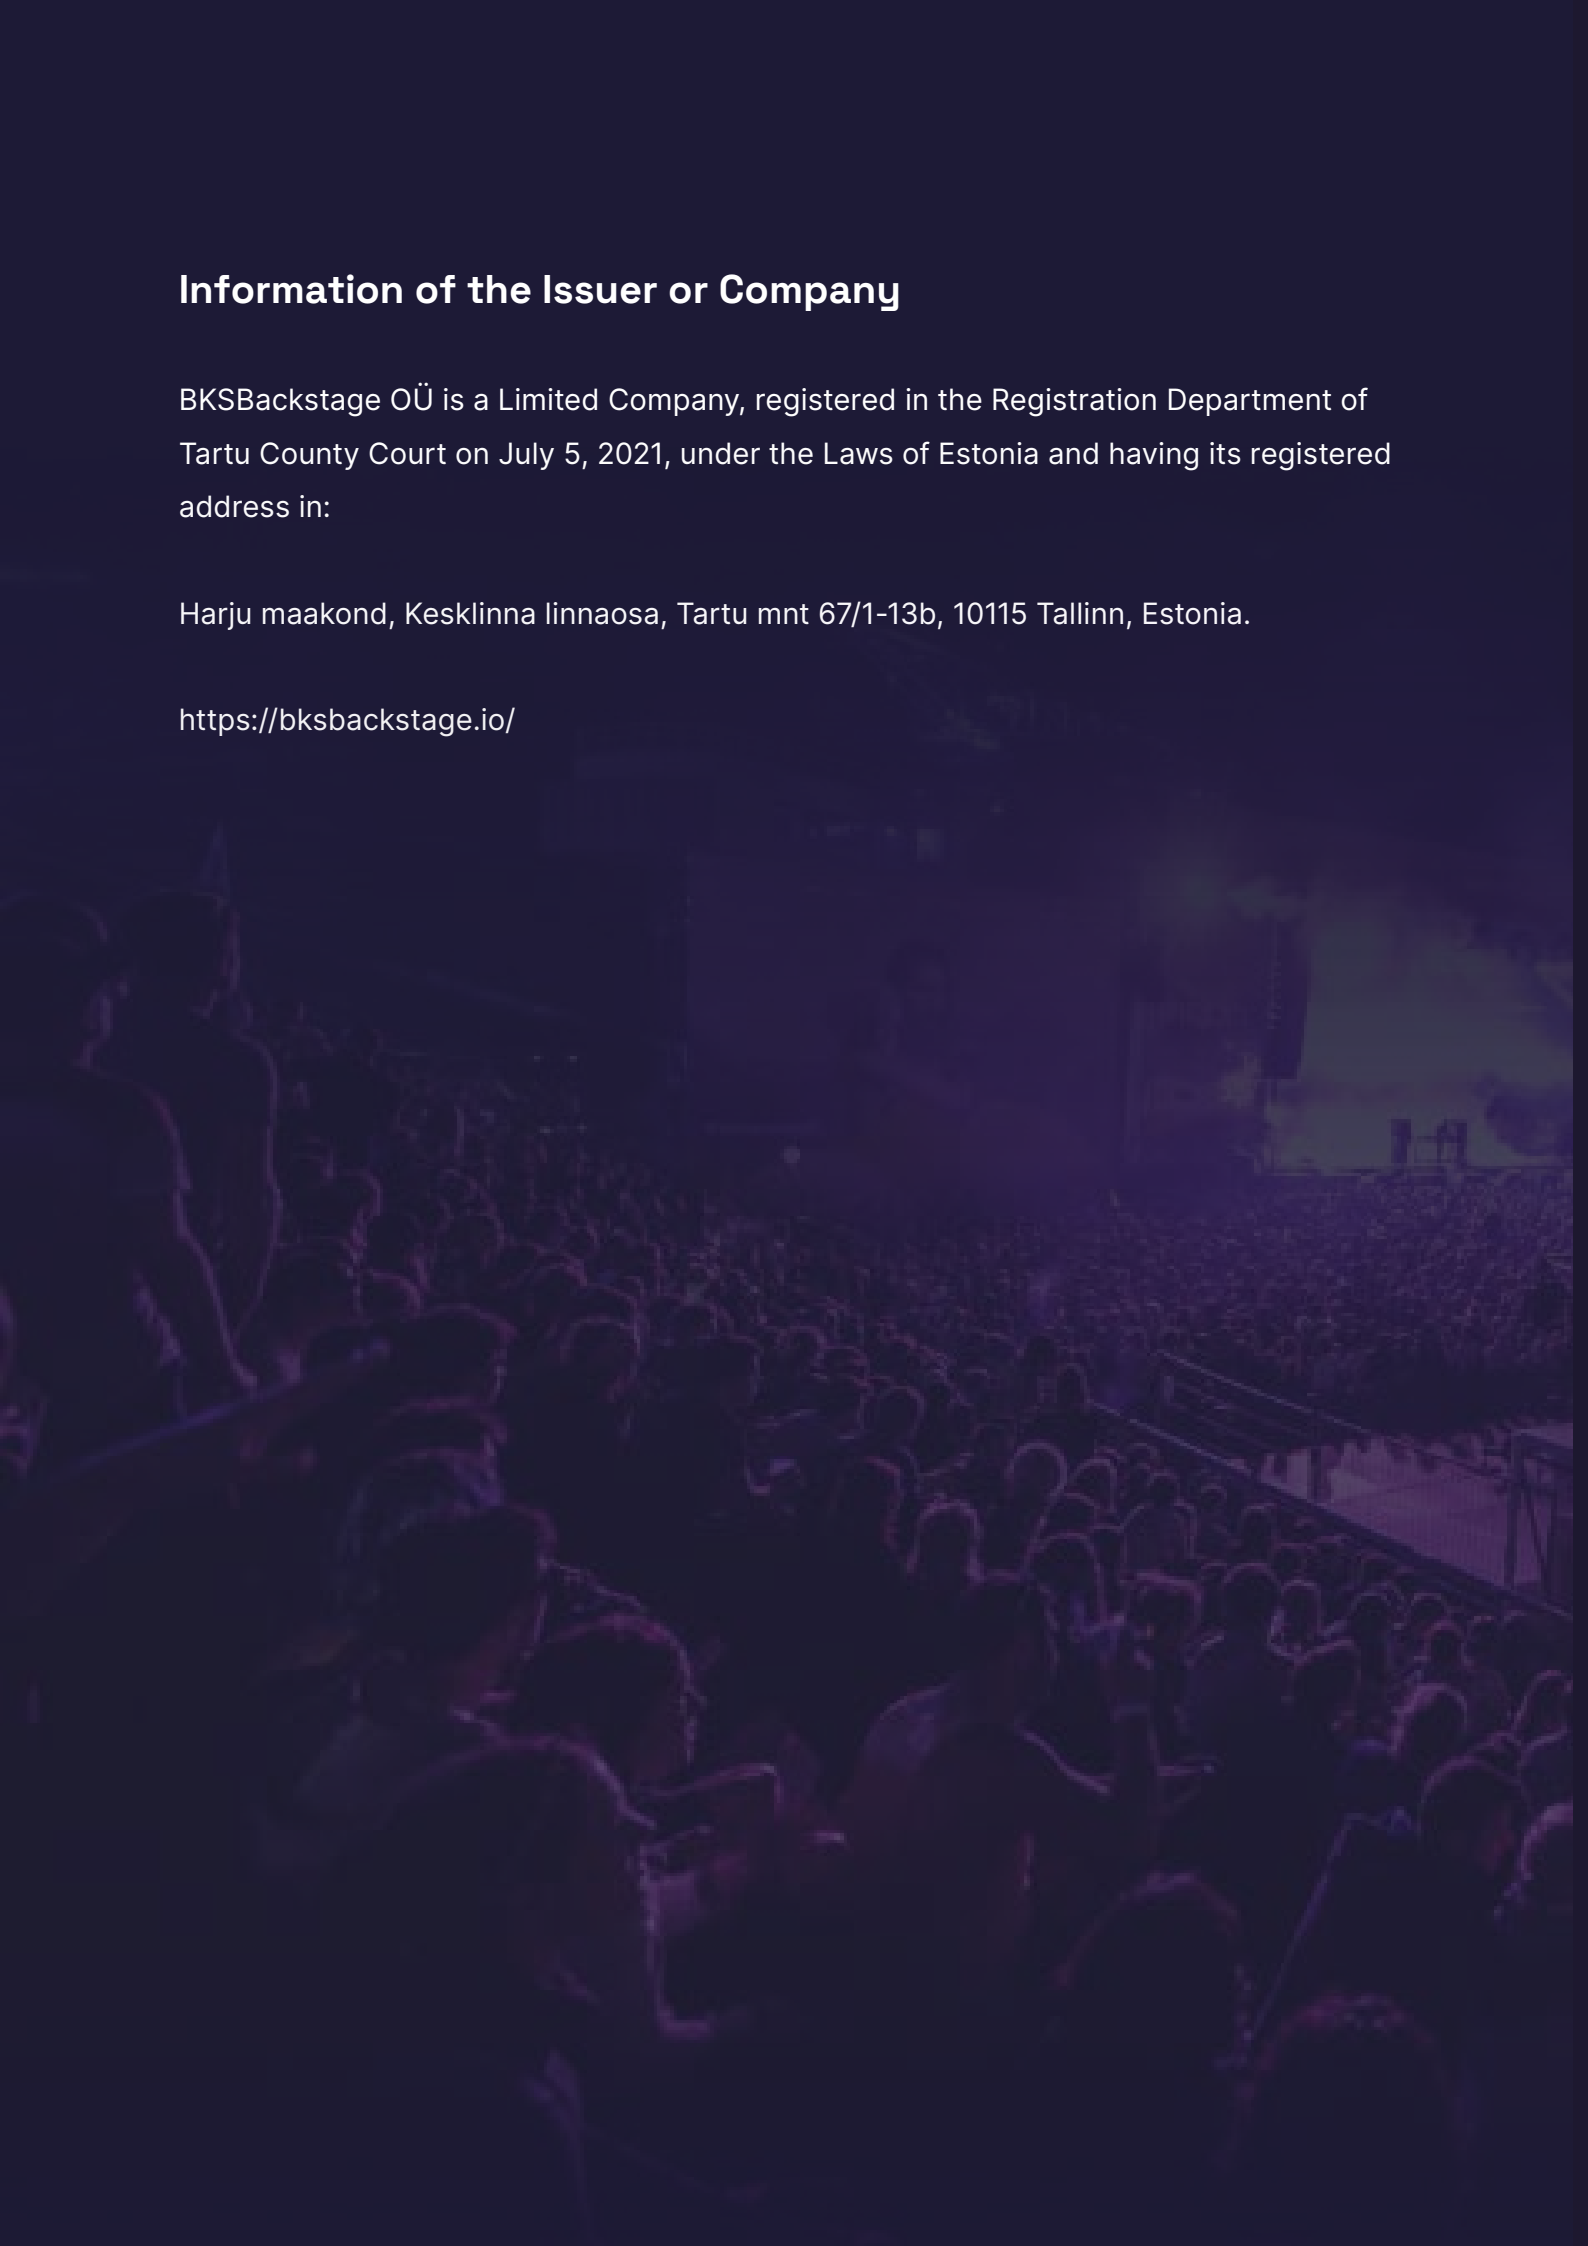 Information of the Issuer or Company
BKSBackstage OÜ is a Limited Company, registered in the Registration Department of
Tartu County Court on July 5, 2021, under the Laws of Estonia and having its registered
address in:
Harju maakond, Kesklinna linnaosa, Tartu mnt 67/1-13b, 10115 Tallinn, Estonia.
https://bksbackstage.io/